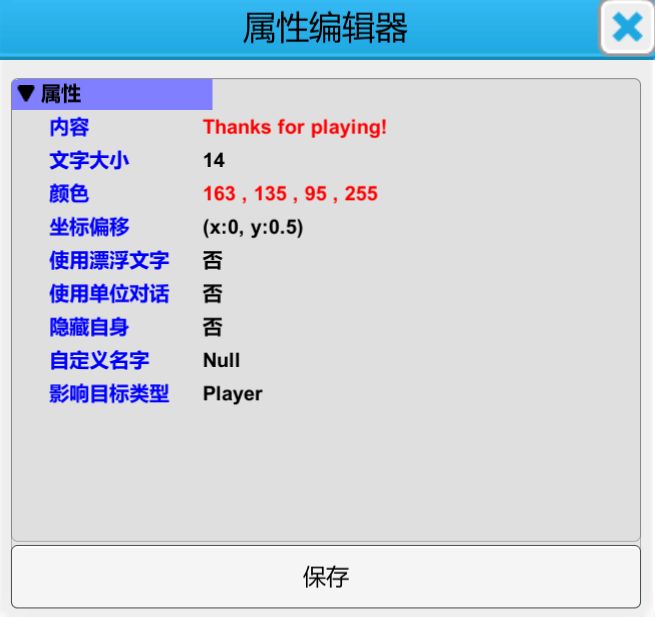 属性编辑器
▼ 属性
内容 Thanks for playing!
文字大小 14
颜色 163 , 135 , 95 , 255
坐标偏移 (x:0, y:0.5)
使用漂浮文字 否
使用单位对话 否
隐藏自身 否
自定义名字 Null
影响目标类型 Player
保存